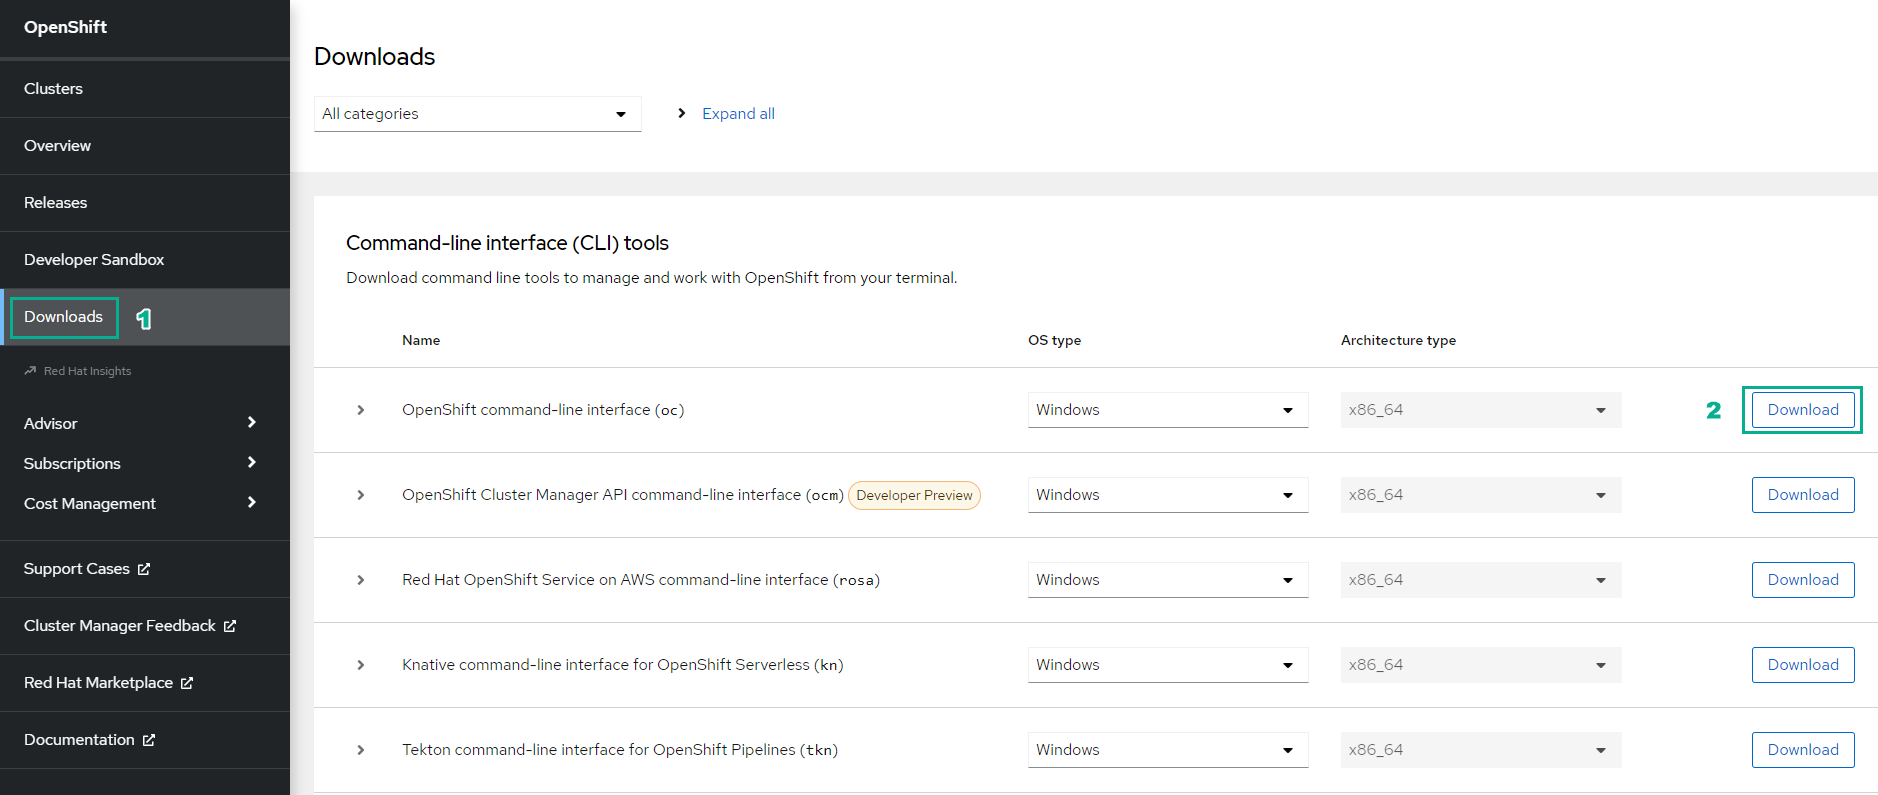 OpenShift
Clusters
Overview
Releases
Developer Sandbox
Downloads 1
Red Hat Insights
Advisor
Subscriptions
Cost Management
Support Cases
Cluster Manager Feedback
Red Hat Marketplace
Documentation
Downloads
All categories Expand all
Command-line interface (CLI) tools
Download command line tools to manage and work with OpenShift from your terminal.
Name OS type Architecture type
OpenShift command-line interface (oc) Windows x86_64 2 Download
OpenShift Cluster Manager API command-line interface (ocm) Developer Preview Windows x86_64 Download
Red Hat OpenShift Service on AWS command-line interface (rosa) Windows x86_64 Download
Knative command-line interface for OpenShift Serverless (kn) Windows x86_64 Download
Tekton command-line interface for OpenShift Pipelines (tkn) Windows x86_64 Download